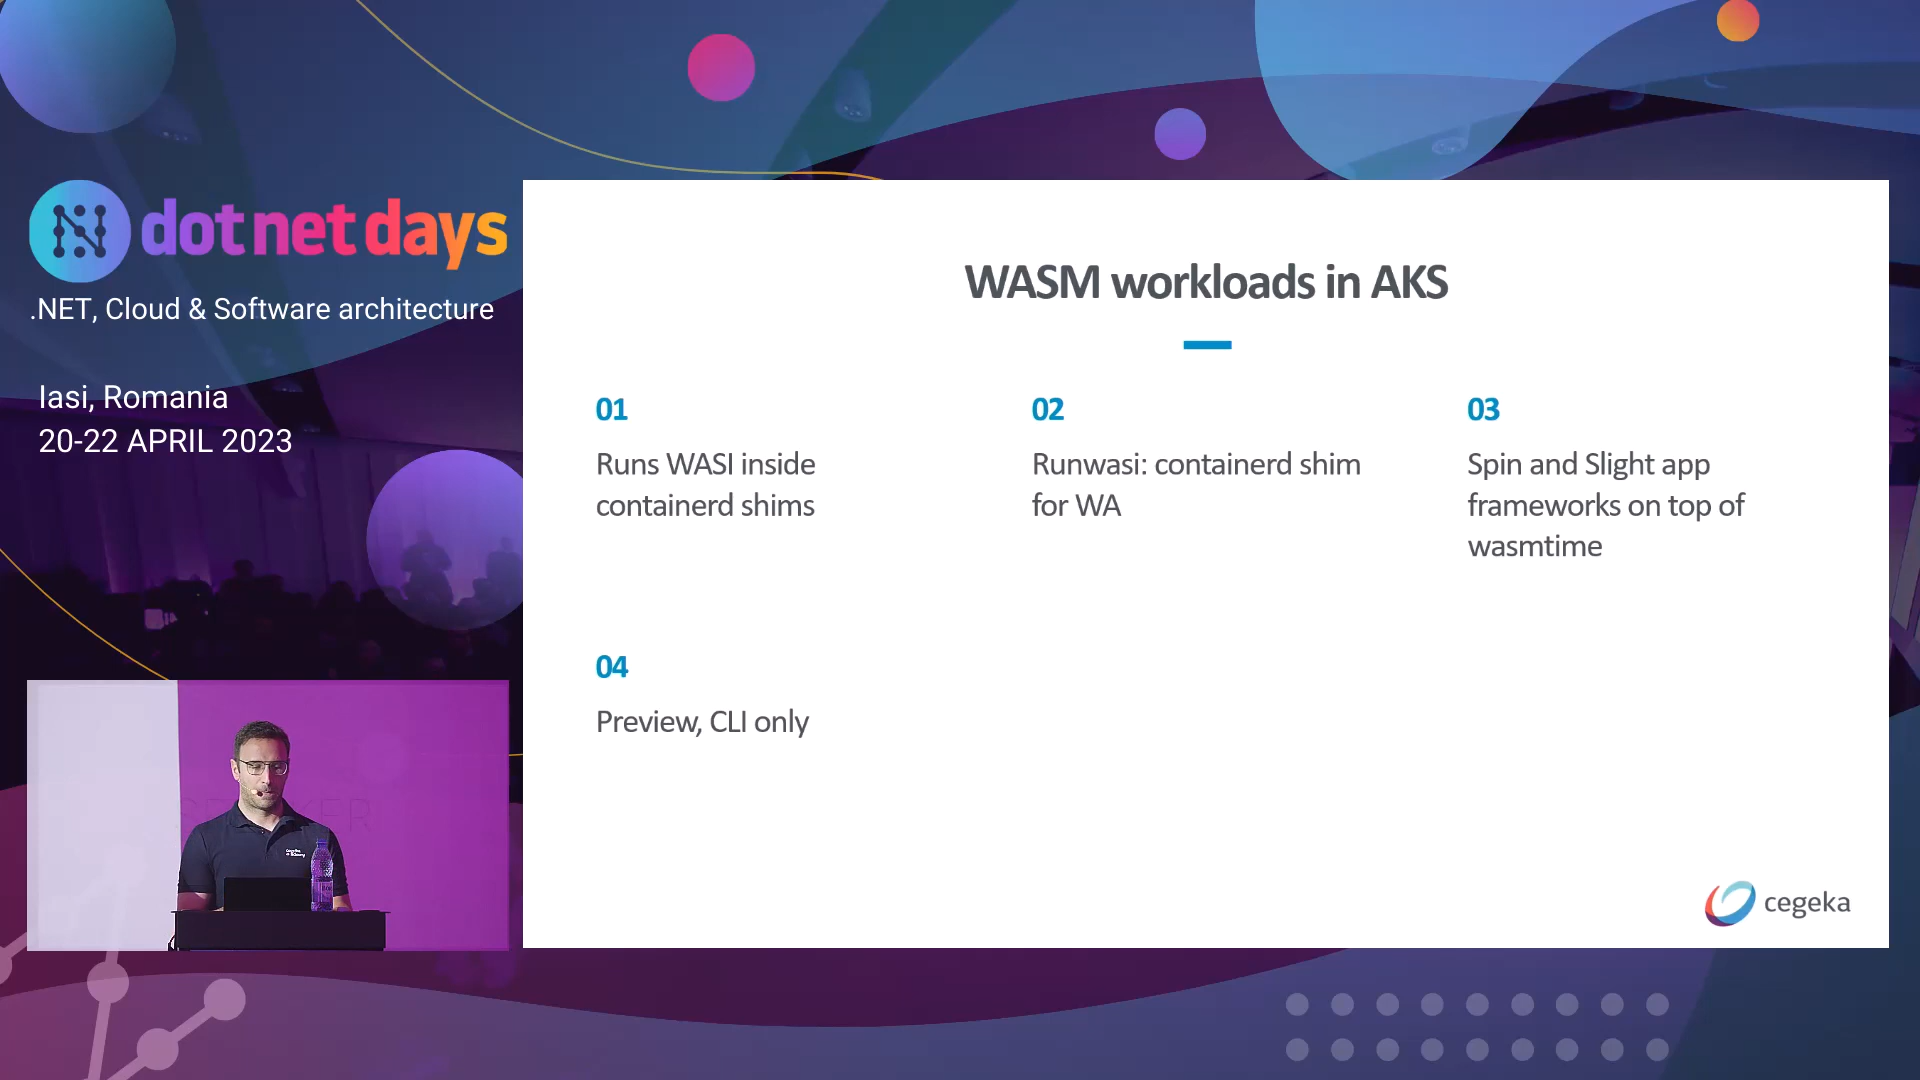 dotnetdays
.NET, Cloud & Software architecture
Iasi, Romania
20-22 APRIL 2023
WASM workloads in AKS
01
Runs WASI inside
containerd shims
02
Runwasi: containerd shim
for WA
03
Spin and Slight app
frameworks on top of
wasmtime
04
Preview, CLI only
cegeka